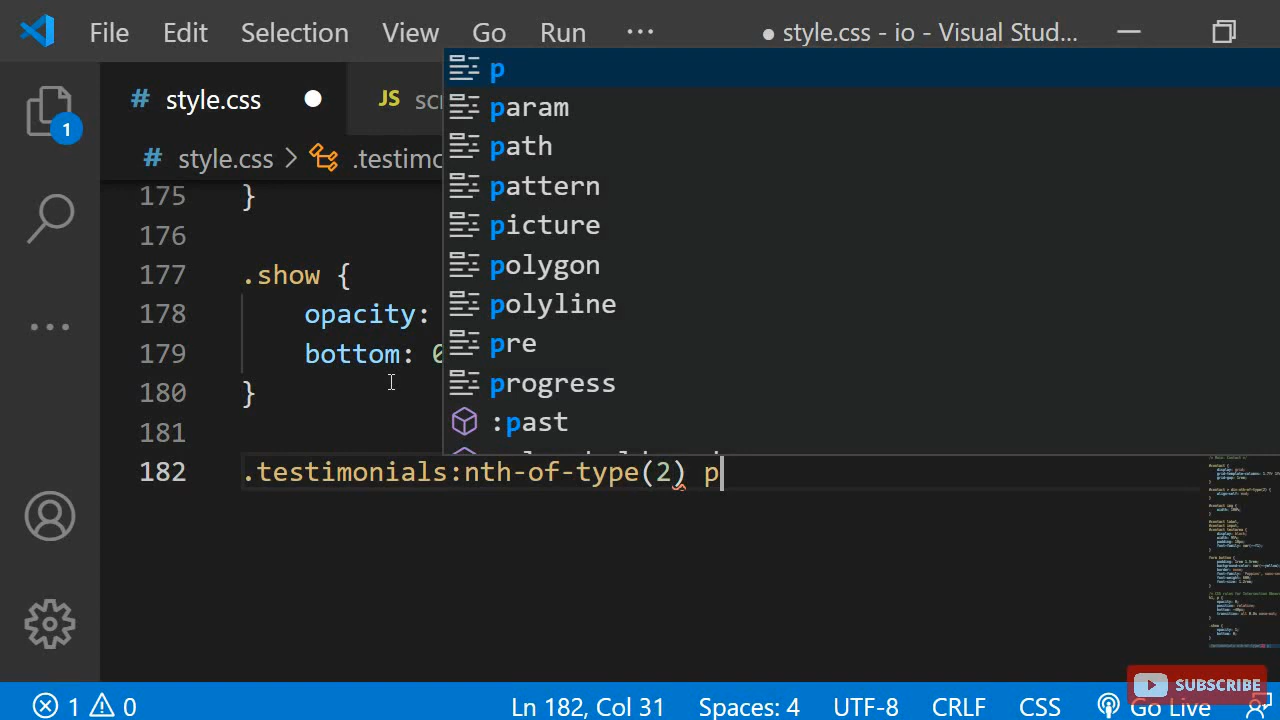 File Edit Selection View Go Run ··· ● style.css - io - Visual Stud...
# style.css ● JS sc
# style.css > .testimo
1
p
param
path
pattern
picture
polygon
polyline
pre
progress
:past
175 }
176
177 .show {
178 opacity:
179 bottom: 0
180 }
181
182 .testimonials:nth-of-type(2) p
SUBSCRIBE
1 0 Ln 182, Col 31 Spaces: 4 UTF-8 CRLF CSS Go Live